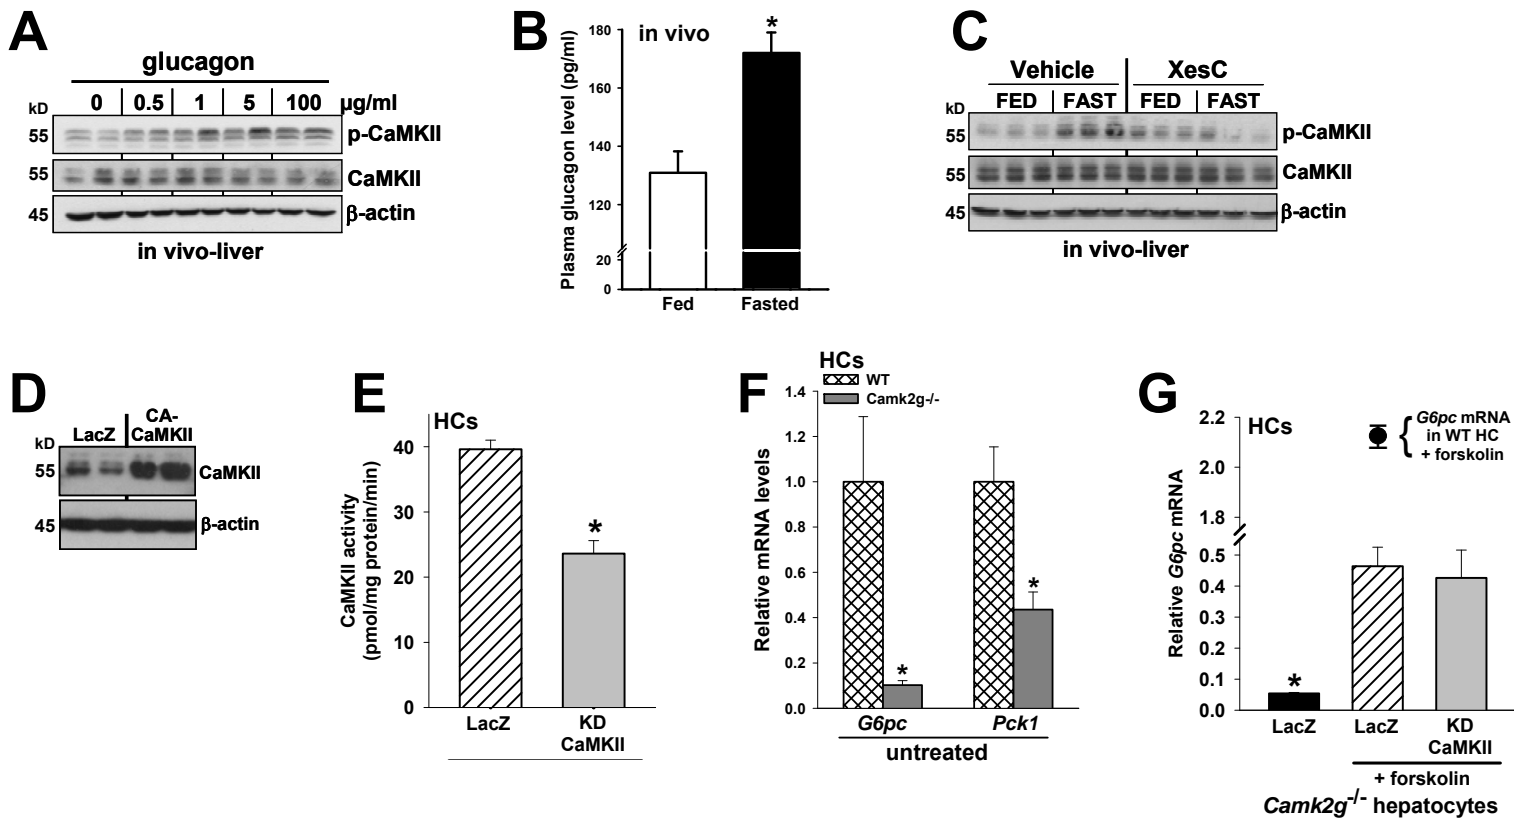 A
glucagon
kD
0 0.5 1 5 100 µg/ml
55 p-CaMKII
55 CaMKII
45 β-actin
in vivo-liver
B
in vivo
*
Plasma glucagon level (pg/ml)
180
160
140
120
20
0
Fed Fasted
C
Vehicle XesC
kD
FED FAST FED FAST
55 p-CaMKII
55 CaMKII
45 β-actin
in vivo-liver
D
kD
LacZ
CA-
CaMKII
55 CaMKII
45 β-actin
E
HCs
CaMKII activity
(pmol/mg protein/min)
40
30
20
10
0
*
LacZ
KD
CaMKII
F
HCs
WT
Camk2g-/-
Relative mRNA levels
1.4
1.2
1.0
0.8
0.6
0.4
0.2
0.0
*
*
G6pc Pck1
untreated
G
HCs
G6pc mRNA
in WT HC
+ forskolin
{
Relative G6pc mRNA
2.2
2.0
1.8
0.5
0.4
0.3
0.2
0.1
0.0
*
LacZ LacZ KD
CaMKII
+ forskolin
Camk2g-/- hepatocytes